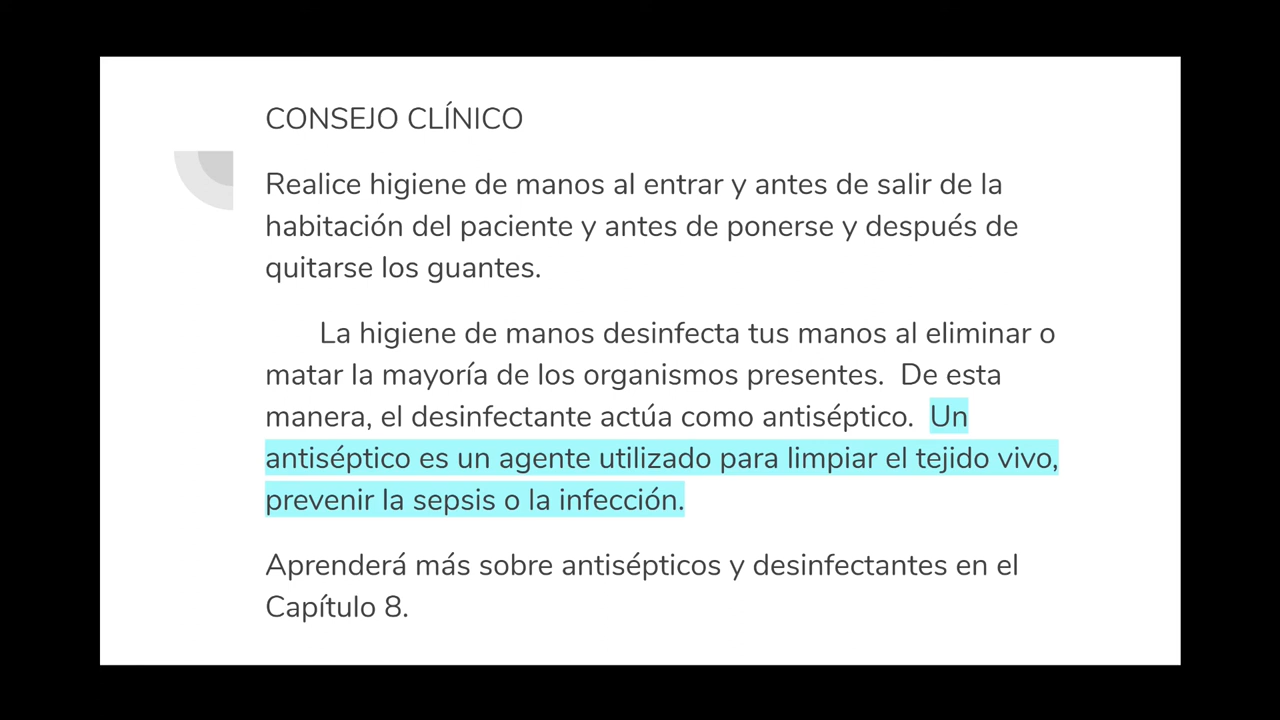 CONSEJO CLÍNICO
Realice higiene de manos al entrar y antes de salir de la
habitación del paciente y antes de ponerse y después de
quitarse los guantes.
La higiene de manos desinfecta tus manos al eliminar o
matar la mayoría de los organismos presentes.  De esta
manera, el desinfectante actúa como antiséptico.  Un
antiséptico es un agente utilizado para limpiar el tejido vivo,
prevenir la sepsis o la infección.
Aprenderá más sobre antisépticos y desinfectantes en el
Capítulo 8.